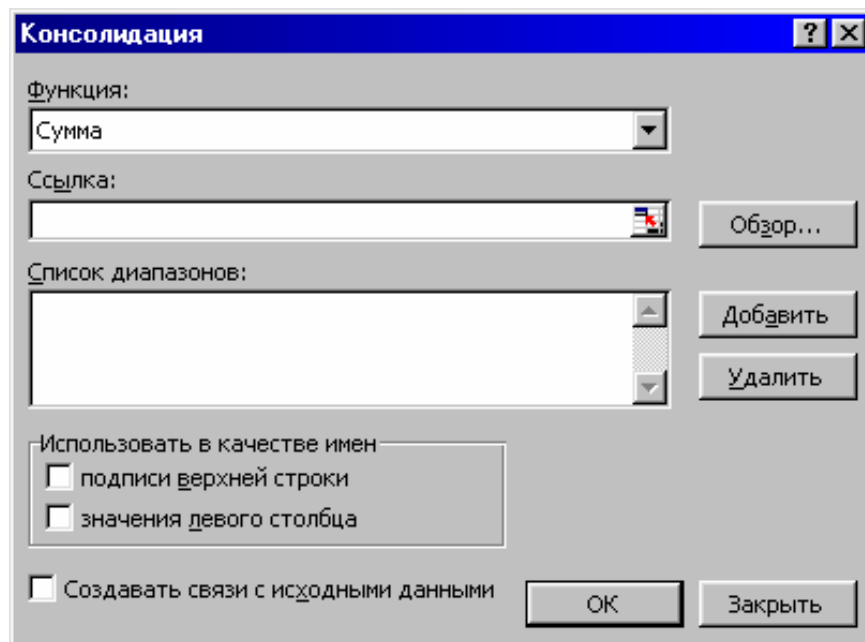 Консолидация
Функция:
Сумма
Ссылка:
Обзор...
Список диапазонов:
Добавить
Удалить
Использовать в качестве имен
подписи верхней строки
значения левого столбца
Создавать связи с исходными данными
ОК
Закрыть